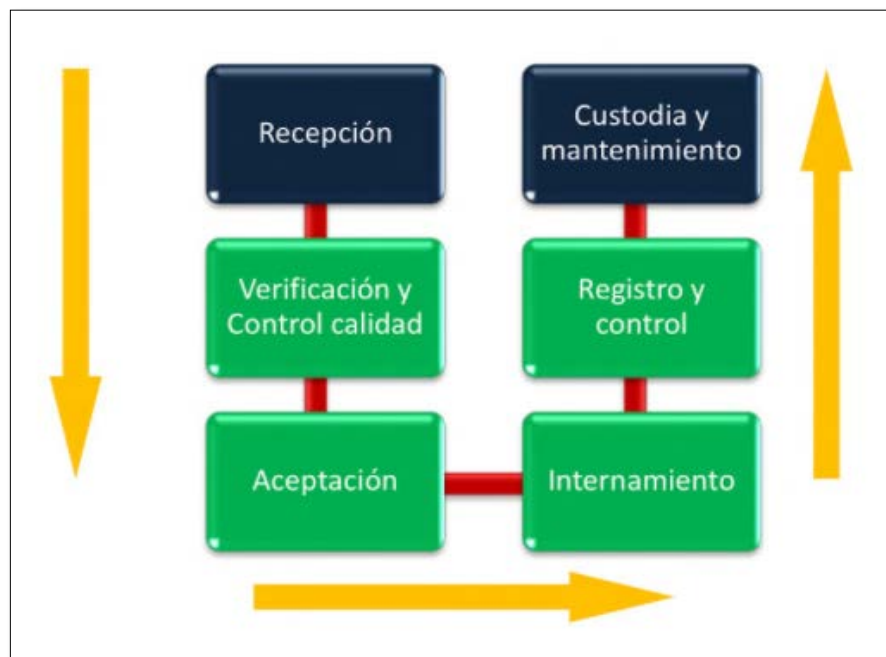 Recepción
Verificación y
Control calidad
Aceptación
Internamiento
Registro y
control
Custodia y
mantenimiento